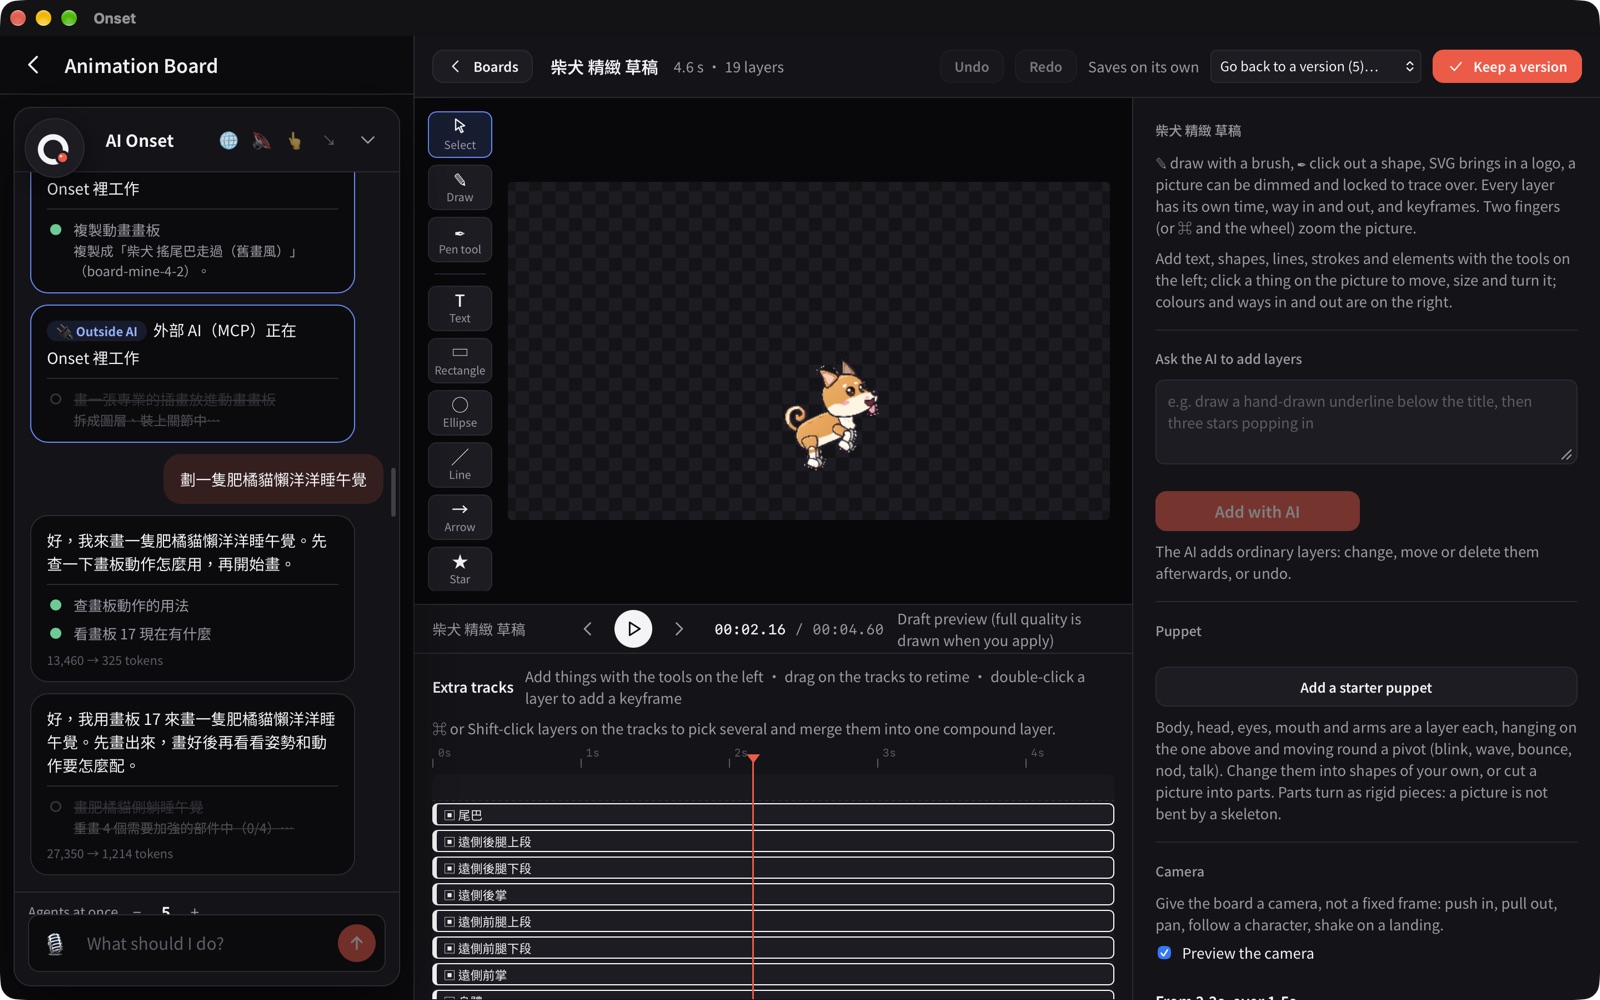 Onset
Animation Board
AI Onset
Onset 裡工作
複製動畫畫板
複製成「柴犬 搖尾巴走過（舊畫風）」
（board-mine-4-2）。
Outside AI 外部 AI（MCP）正在
Onset 裡工作
畫一張專業的插畫放進動畫畫板
拆成圖層、裝上關節中…
劃一隻肥橘貓懶洋洋睡午覺
好，我來畫一隻肥橘貓懶洋洋睡午覺。先
查一下畫板動作怎麼用，再開始畫。
查畫板動作的用法
看畫板 17 現在有什麼
13,460 → 325 tokens
好，我用畫板 17 來畫一隻肥橘貓懶洋洋睡
午覺。先畫出來，畫好後再看看姿勢和動
作要怎麼配。
畫肥橘貓側躺睡午覺
重畫 4 個需要加強的部件中（0/4）…
27,350 → 1,214 tokens
Agents at once − 5 +
What should I do?
Boards
柴犬 精緻 草稿
4.6 s · 19 layers
Undo
Redo
Saves on its own
Go back to a version (5)...
Keep a version
Select
Draw
Pen tool
Text
Rectangle
Ellipse
Line
Arrow
Star
柴犬 精緻 草稿
00:02.16 / 00:04.60
Draft preview (full quality is
drawn when you apply)
Extra tracks
Add things with the tools on the left · drag on the tracks to retime · double-click a
layer to add a keyframe
⌘ or Shift-click layers on the tracks to pick several and merge them into one compound layer.
0s 1s 2s 3s 4s
尾巴
遠側後腿上段
遠側後腿下段
遠側後掌
遠側前腿上段
遠側前腿下段
遠側前掌
柴犬 精緻 草稿
✎ draw with a brush, ✒ click out a shape, SVG brings in a logo, a
picture can be dimmed and locked to trace over. Every layer
has its own time, way in and out, and keyframes. Two fingers
(or ⌘ and the wheel) zoom the picture.
Add text, shapes, lines, strokes and elements with the tools on
the left; click a thing on the picture to move, size and turn it;
colours and ways in and out are on the right.
Ask the AI to add layers
e.g. draw a hand-drawn underline below the title, then
three stars popping in
Add with AI
The AI adds ordinary layers: change, move or delete them
afterwards, or undo.
Puppet
Add a starter puppet
Body, head, eyes, mouth and arms are a layer each, hanging on
the one above and moving round a pivot (blink, wave, bounce,
nod, talk). Change them into shapes of your own, or cut a
picture into parts. Parts turn as rigid pieces: a picture is not
bent by a skeleton.
Camera
Give the board a camera, not a fixed frame: push in, pull out,
pan, follow a character, shake on a landing.
Preview the camera